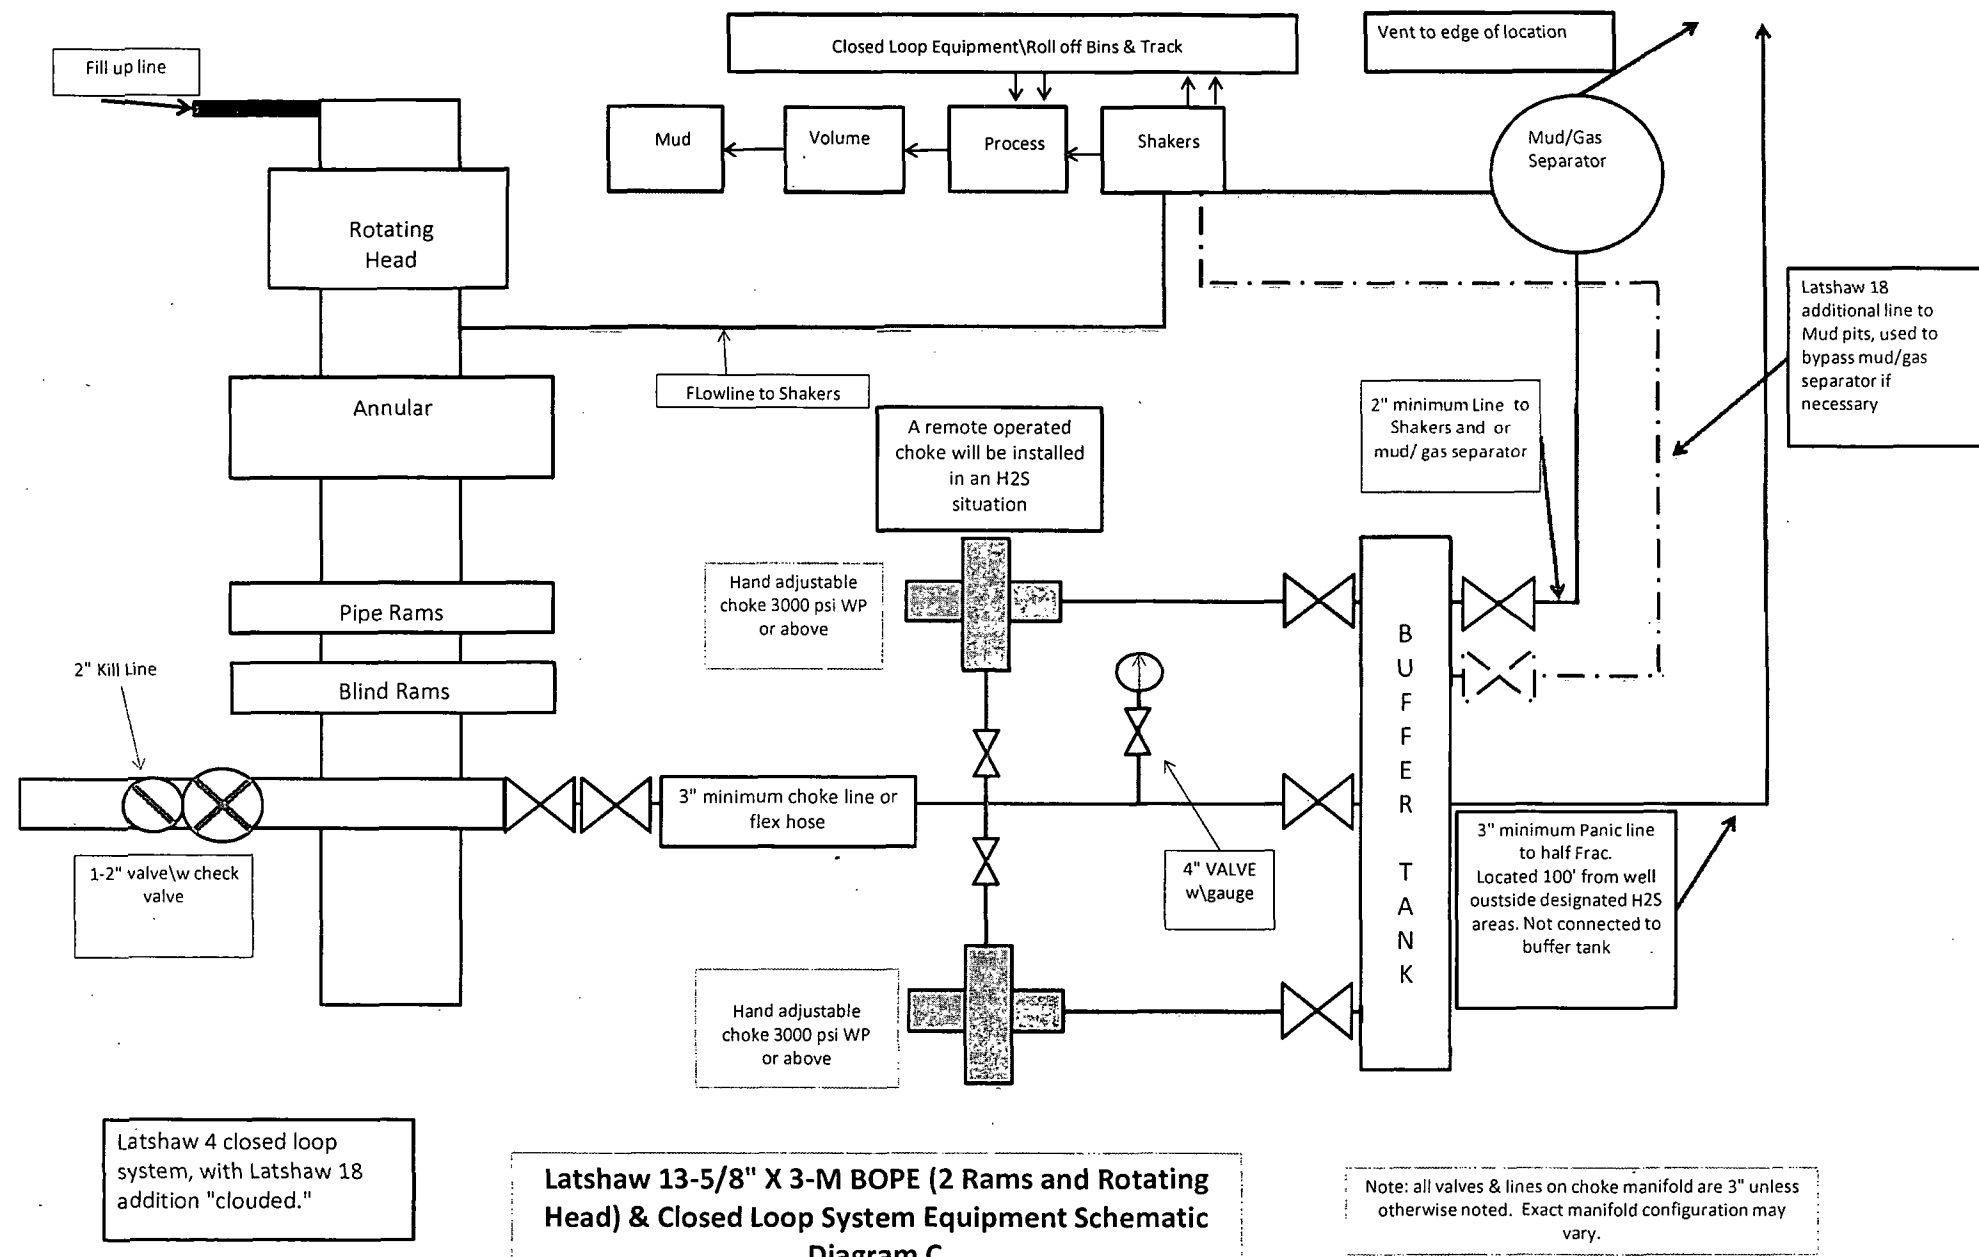 Closed Loop Equipment\Roll off Bins & Track
Vent to edge of location
Fill up line
Mud
Volume
Process
Shakers
Mud/Gas
Separator
Rotating
Head
Latshaw 18
additional line to
Mud pits, used to
bypass mud/gas
separator if
necessary
FLowline to Shakers
Annular
2" minimum Line to
Shakers and or
mud/ gas separator
A remote operated
choke will be installed
in an H2S
situation
Hand adjustable
choke 3000 psi WP
or above
Pipe Rams
Blind Rams
2" Kill Line
B
U
F
F
E
R
T
A
N
K
3" minimum choke line or
flex hose
1-2" valve\w check
valve
4" VALVE
w\gauge
3" minimum Panic line
to half Frac.
Located 100' from well
oustside designated H2S
areas. Not connected to
buffer tank
Hand adjustable
choke 3000 psi WP
or above
Latshaw 4 closed loop
system, with Latshaw 18
addition "clouded."
Latshaw 13-5/8" X 3-M BOPE (2 Rams and Rotating
Head) & Closed Loop System Equipment Schematic
Diagram C
Note: all valves & lines on choke manifold are 3" unless
otherwise noted. Exact manifold configuration may
vary.